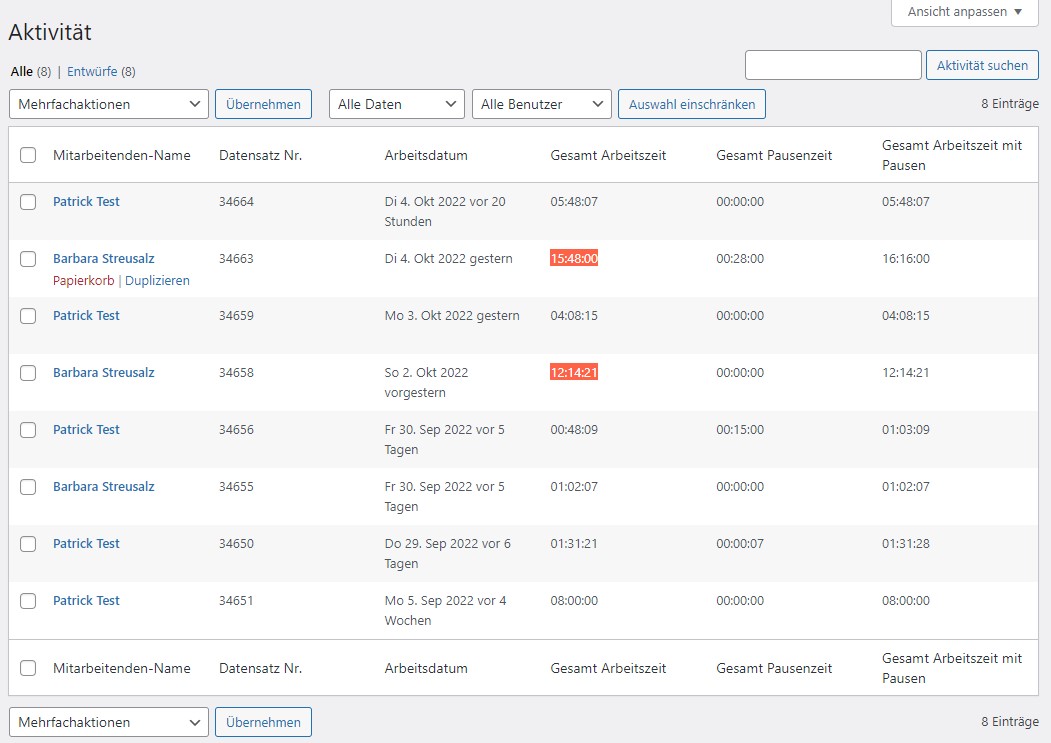 Ansicht anpassen ▼
Aktivität
Alle (8) | Entwürfe (8)
Aktivität suchen
Mehrfachaktionen Übernehmen Alle Daten Alle Benutzer Auswahl einschränken 8 Einträge
Mitarbeitenden-Name Datensatz Nr. Arbeitsdatum Gesamt Arbeitszeit Gesamt Pausenzeit Gesamt Arbeitszeit mit
Pausen
Patrick Test 34664 Di 4. Okt 2022 vor 20 05:48:07 00:00:00 05:48:07
Stunden
Barbara Streusalz 34663 Di 4. Okt 2022 gestern 15:48:00 00:28:00 16:16:00
Papierkorb | Duplizieren
Patrick Test 34659 Mo 3. Okt 2022 gestern 04:08:15 00:00:00 04:08:15
Barbara Streusalz 34658 So 2. Okt 2022 12:14:21 00:00:00 12:14:21
vorgestern
Patrick Test 34656 Fr 30. Sep 2022 vor 5 00:48:09 00:15:00 01:03:09
Tagen
Barbara Streusalz 34655 Fr 30. Sep 2022 vor 5 01:02:07 00:00:00 01:02:07
Tagen
Patrick Test 34650 Do 29. Sep 2022 vor 6 01:31:21 00:00:07 01:31:28
Tagen
Patrick Test 34651 Mo 5. Sep 2022 vor 4 08:00:00 00:00:00 08:00:00
Wochen
Mitarbeitenden-Name Datensatz Nr. Arbeitsdatum Gesamt Arbeitszeit Gesamt Pausenzeit Gesamt Arbeitszeit mit
Pausen
Mehrfachaktionen Übernehmen 8 Einträge